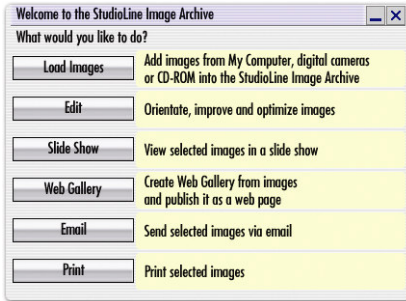 Welcome to the StudioLine Image Archive
What would you like to do?
Load Images
Add images from My Computer, digital cameras
or CD-ROM into the StudioLine Image Archive
Edit
Orientate, improve and optimize images
Slide Show
View selected images in a slide show
Web Gallery
Create Web Gallery from images
and publish it as a web page
Email
Send selected images via email
Print
Print selected images